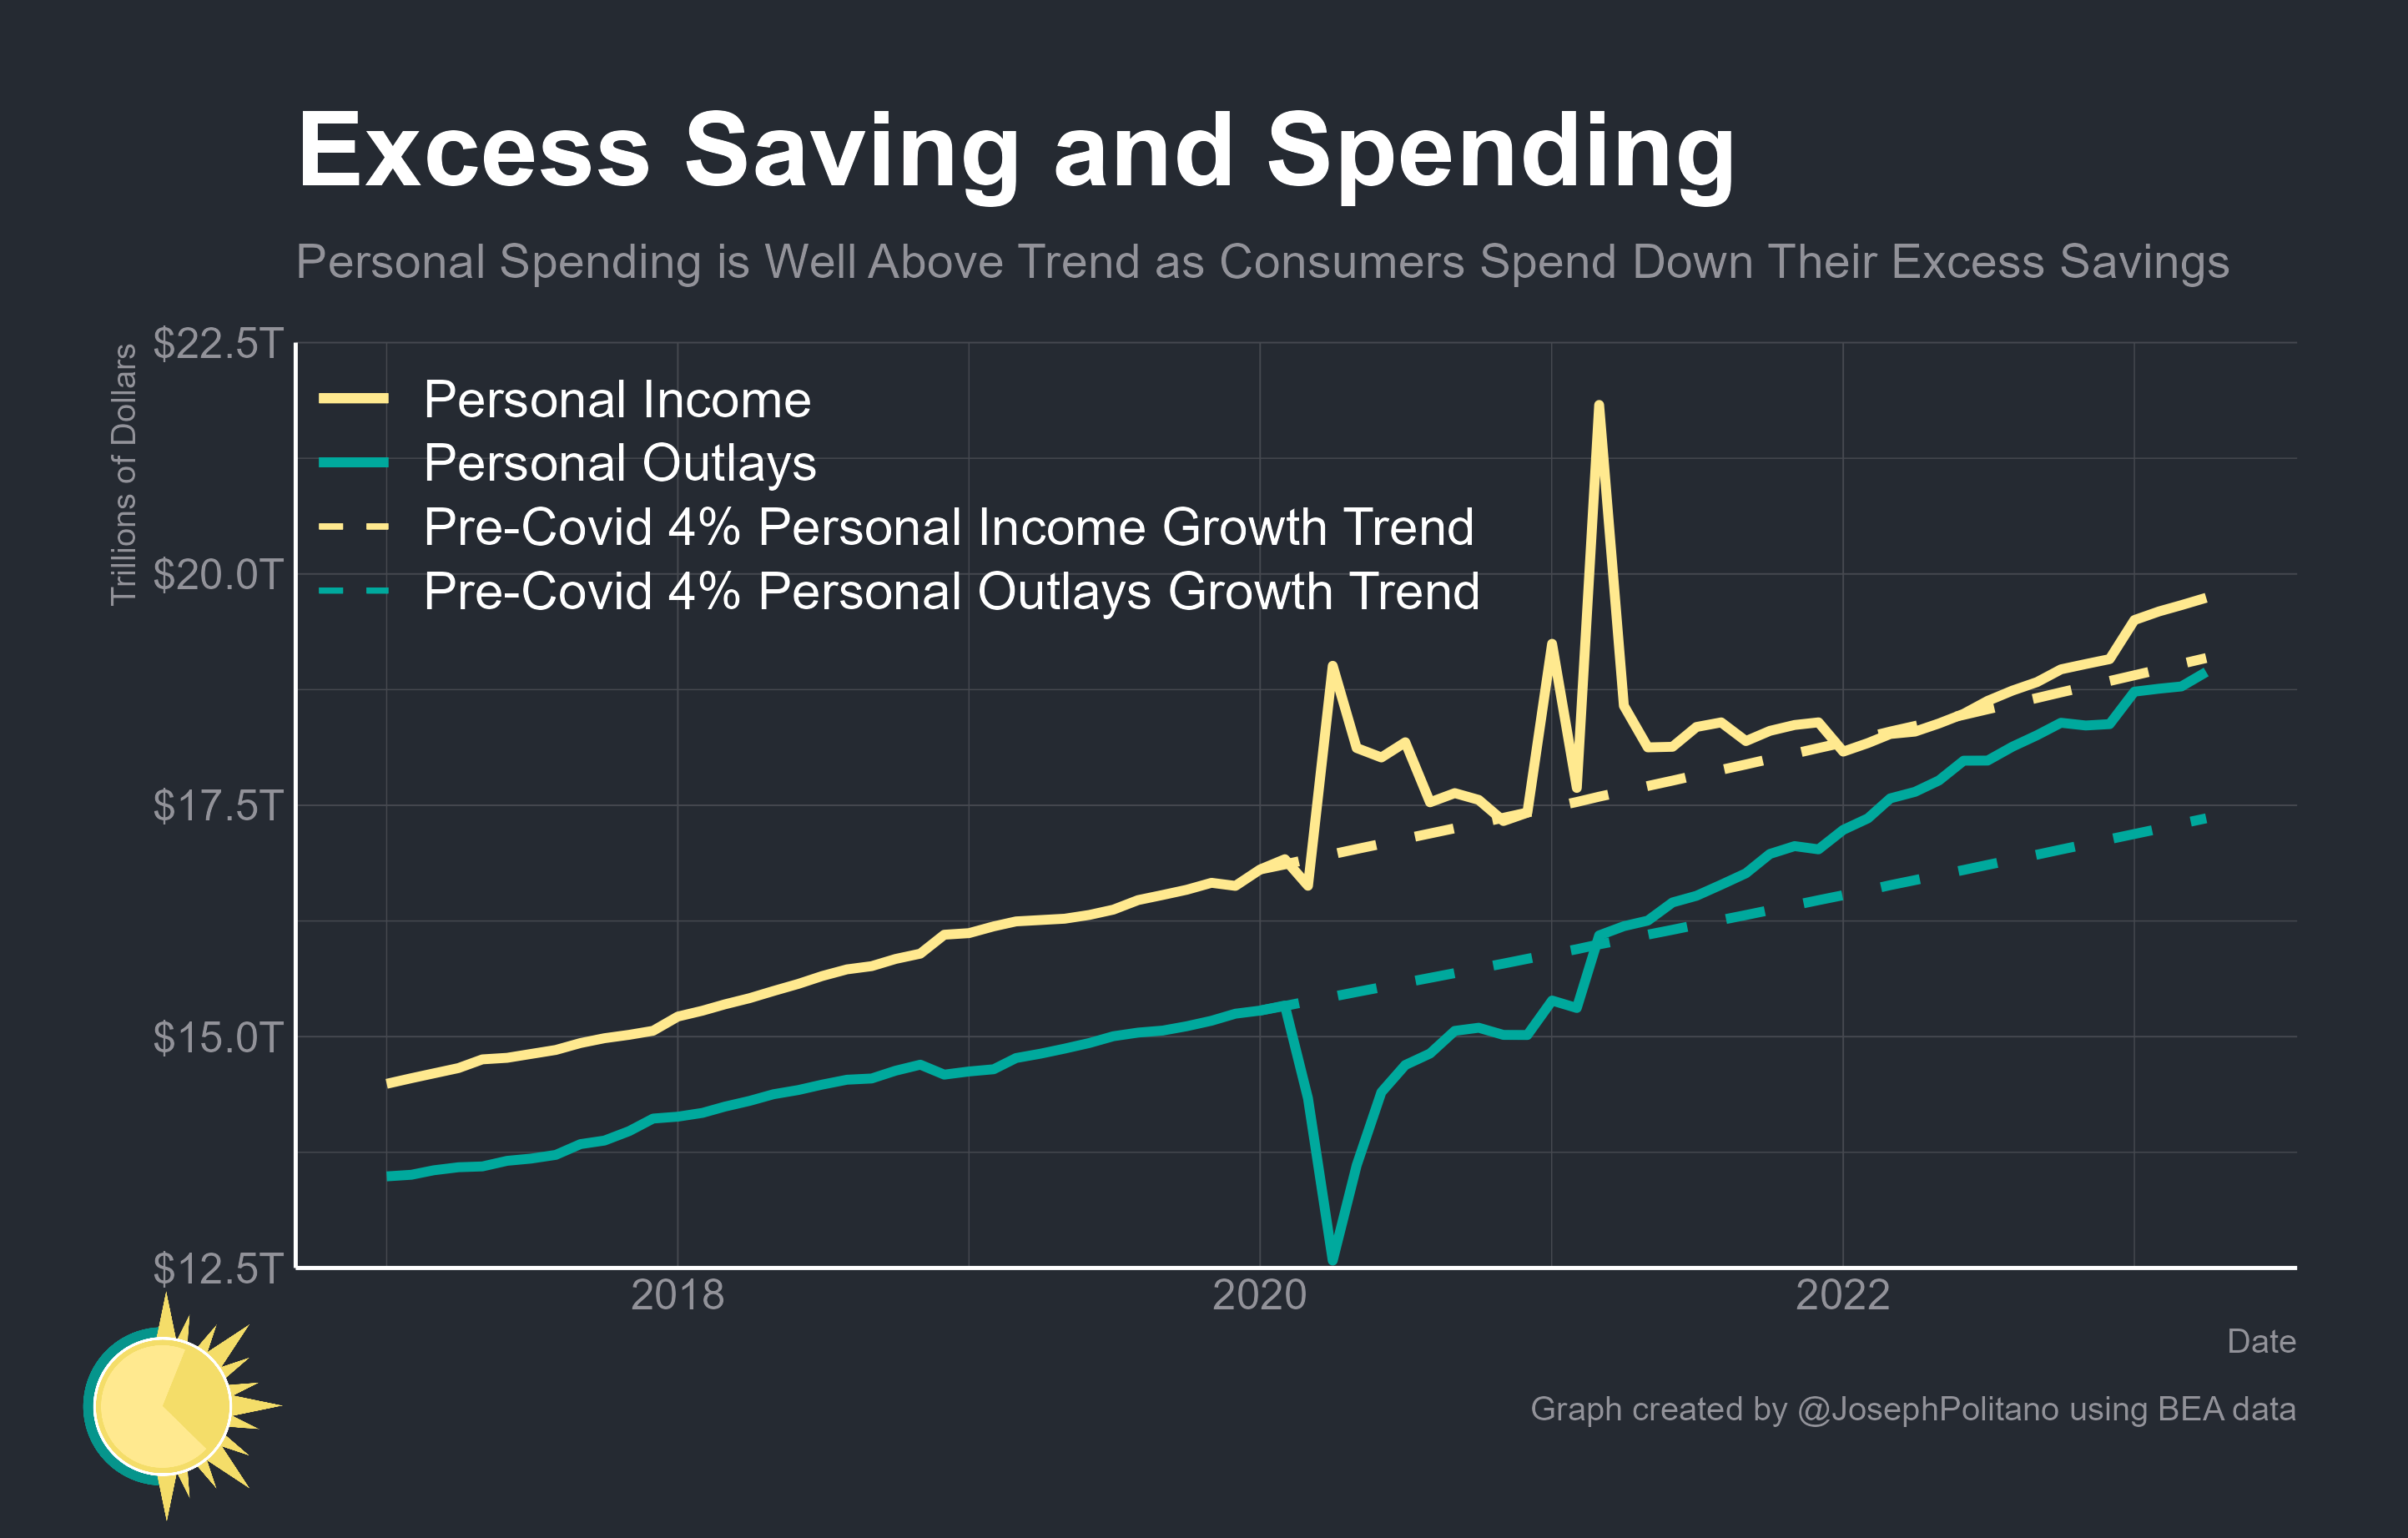 Excess Saving and Spending
Personal Spending is Well Above Trend as Consumers Spend Down Their Excess Savings
Trillions of Dollars
$22.5T
$20.0T
$17.5T
$15.0T
$12.5T
Personal Income
Personal Outlays
Pre-Covid 4% Personal Income Growth Trend
Pre-Covid 4% Personal Outlays Growth Trend
2018
2020
2022
Date
Graph created by @JosephPolitano using BEA data